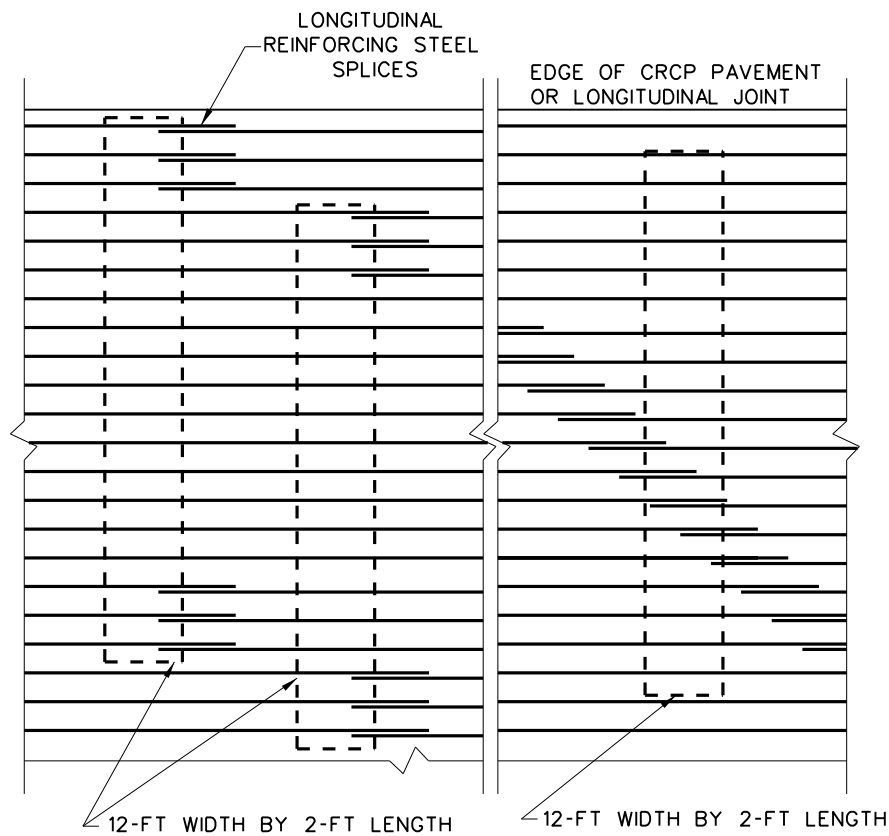 LONGITUDINAL
REINFORCING STEEL
SPLICES
EDGE OF CRCP PAVEMENT
OR LONGITUDINAL JOINT
12-FT WIDTH BY 2-FT LENGTH
12-FT WIDTH BY 2-FT LENGTH